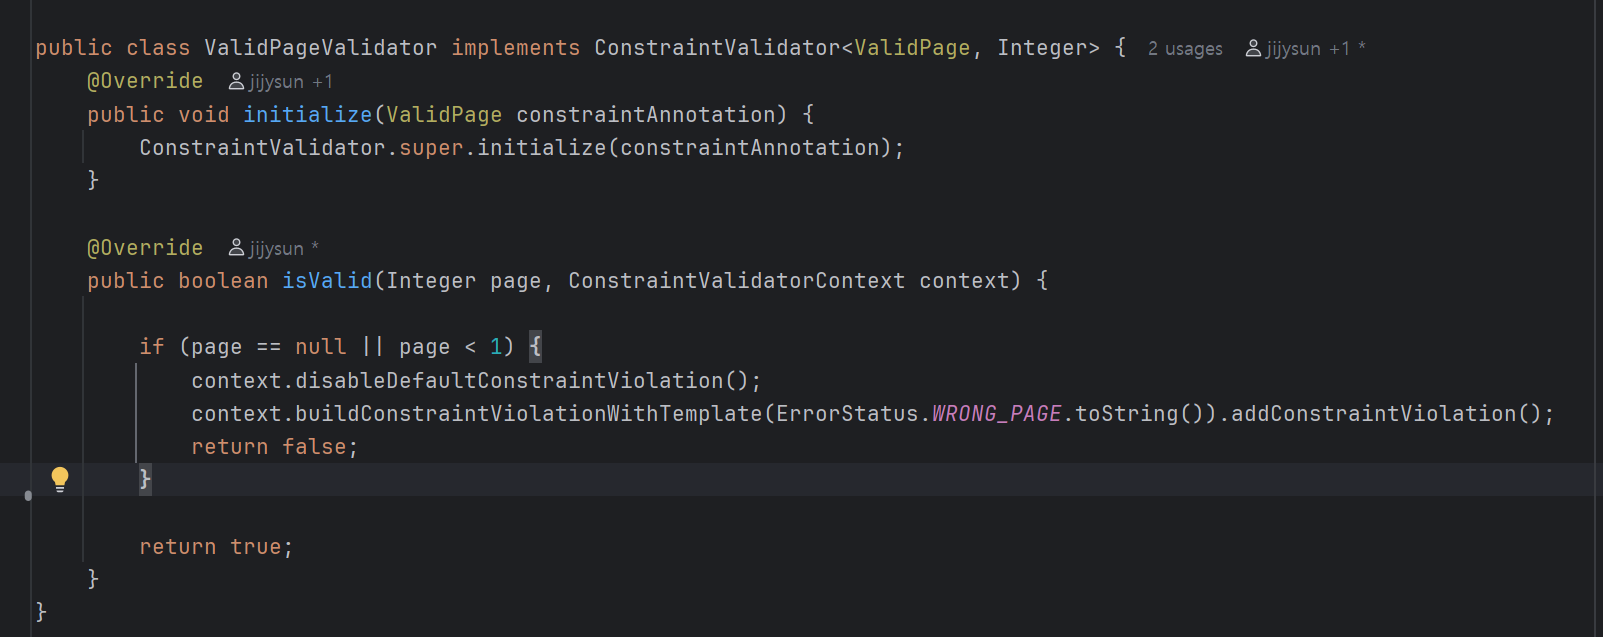 public class ValidPageValidator implements ConstraintValidator<ValidPage, Integer> { 2 usages jijysun +1 *
@Override jijysun +1
public void initialize(ValidPage constraintAnnotation) {
ConstraintValidator.super.initialize(constraintAnnotation);
}
@Override jijysun *
public boolean isValid(Integer page, ConstraintValidatorContext context) {
if (page == null || page < 1) {
context.disableDefaultConstraintViolation();
context.buildConstraintViolationWithTemplate(ErrorStatus.WRONG_PAGE.toString()).addConstraintViolation();
return false;
}
return true;
}
}